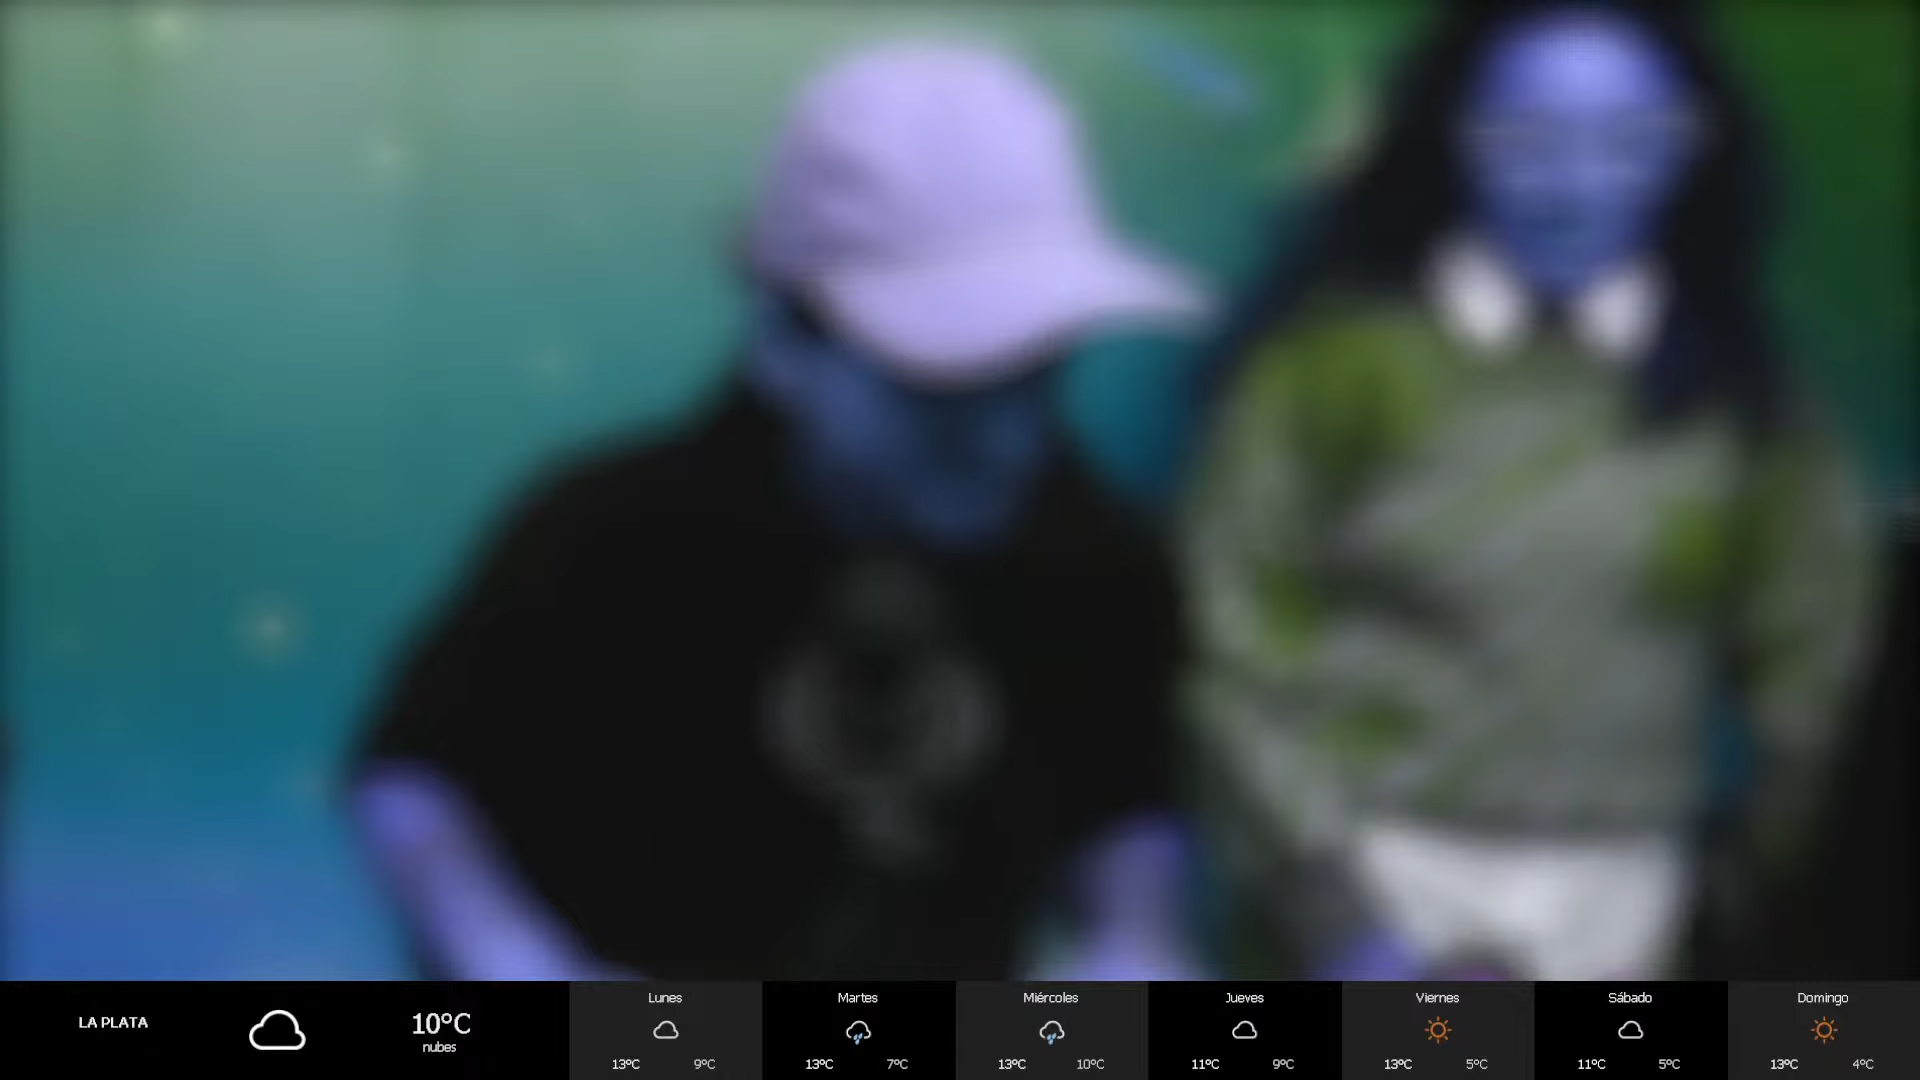 LA PLATA
10°C
nubes
Lunes
13°C 9°C
Martes
13°C 7°C
Miércoles
13°C 10°C
Jueves
11°C 9°C
Viernes
13°C 5°C
Sábado
11°C 5°C
Domingo
13°C 4°C